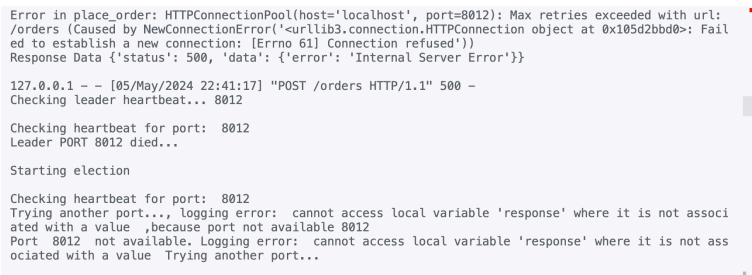 Error in place_order: HTTPConnectionPool(host='localhost', port=8012): Max retries exceeded with url:
/orders (Caused by NewConnectionError('<urllib3.connection.HTTPConnection object at 0x105d2bbd0>: Fail
ed to establish a new connection: [Errno 61] Connection refused'))
Response Data {'status': 500, 'data': {'error': 'Internal Server Error'}}
127.0.0.1 - - [05/May/2024 22:41:17] "POST /orders HTTP/1.1" 500 -
Checking leader heartbeat... 8012
Checking heartbeat for port:  8012
Leader PORT 8012 died...
Starting election
Checking heartbeat for port:  8012
Trying another port..., logging error:  cannot access local variable 'response' where it is not associ
ated with a value  ,because port not available 8012
Port  8012  not available. Logging error:  cannot access local variable 'response' where it is not ass
ociated with a value  Trying another port...